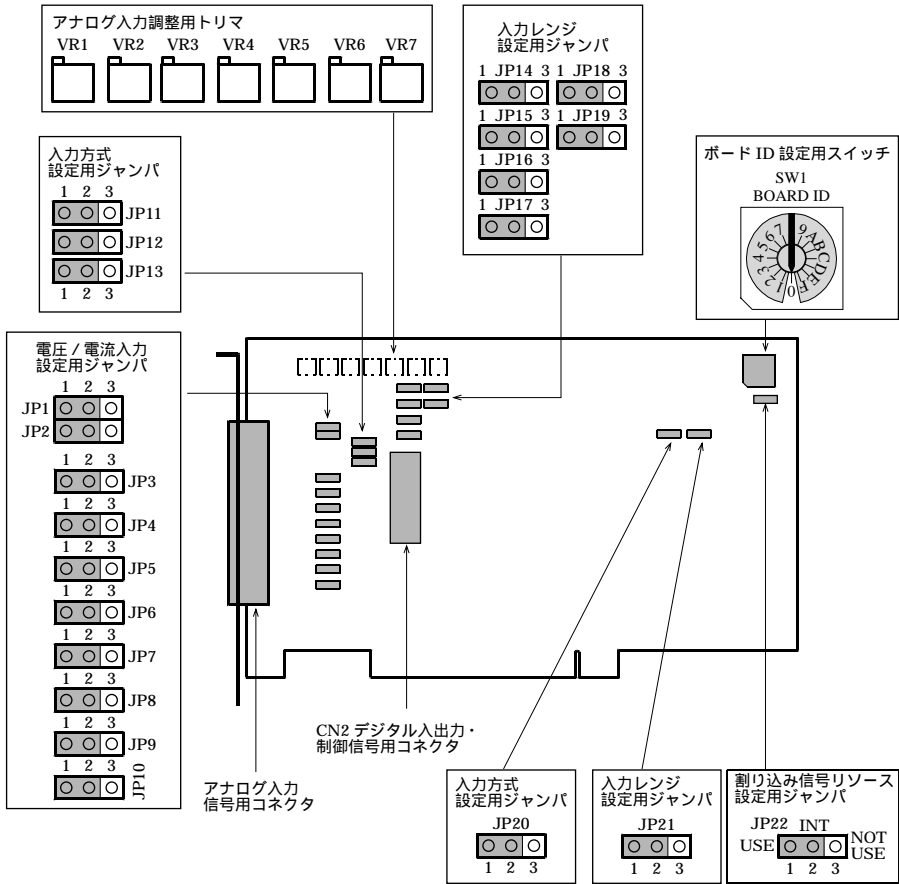 アナログ入力調整用トリマ
VR1 VR2 VR3 VR4 VR5 VR6 VR7
入力レンジ
設定用ジャンパ
1 JP14 3 1 JP18 3
1 JP15 3 1 JP19 3
1 JP16 3
1 JP17 3
入力方式
設定用ジャンパ
1 2 3
JP11
JP12
JP13
1 2 3
ボード ID 設定用スイッチ
SW1
BOARD ID
0 1 2 3 4 5 6 7 9 A B C D E F
電圧 / 電流入力
設定用ジャンパ
1 2 3
JP1
JP2
1 2 3
JP3
1 2 3
JP4
1 2 3
JP5
1 2 3
JP6
1 2 3
JP7
1 2 3
JP8
1 2 3
JP9
1 2 3
JP10
アナログ入力
信号用コネクタ
CN2 デジタル入出力・
制御信号用コネクタ
入力方式
設定用ジャンパ
JP20
1 2 3
入力レンジ
設定用ジャンパ
JP21
1 2 3
割り込み信号リソース
設定用ジャンパ
JP22 INT
USE NOT USE
1 2 3